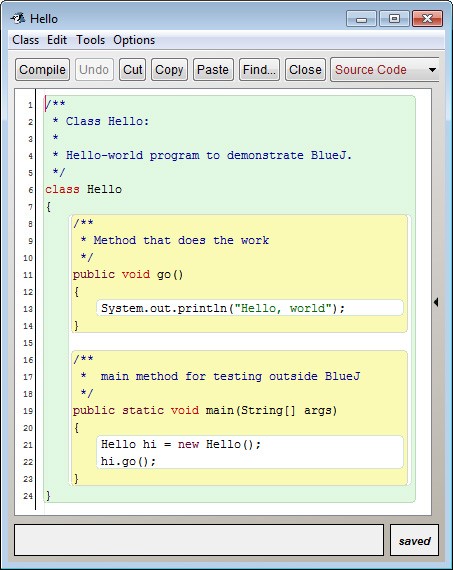 Hello
Class Edit Tools Options
Compile Undo Cut Copy Paste Find... Close Source Code
1 /**
2  * Class Hello:
3  *
4  * Hello-world program to demonstrate BlueJ.
5  */
6 class Hello
7 {
8     /**
9      * Method that does the work
10      */
11     public void go()
12     {
13         System.out.println("Hello, world");
14     }
15
16     /**
17      *  main method for testing outside BlueJ
18      */
19     public static void main(String[] args)
20     {
21         Hello hi = new Hello();
22         hi.go();
23     }
24 }
saved